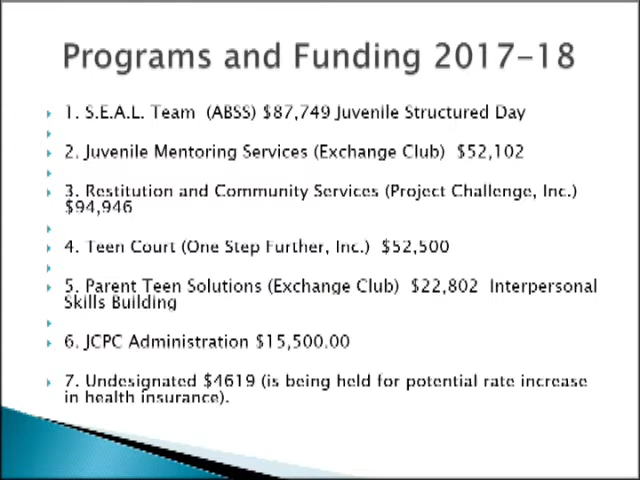 Programs and Funding 2017-18
1. S.E.A.L. Team (ABSS) $87,749 Juvenile Structured Day
2. Juvenile Mentoring Services (Exchange Club) $52,102
3. Restitution and Community Services (Project Challenge, Inc.)
$94,946
4. Teen Court (One Step Further, Inc.) $52,500
5. Parent Teen Solutions (Exchange Club) $22,802 Interpersonal
Skills Building
6. JCPC Administration $15,500.00
7. Undesignated $4619 (is being held for potential rate increase
in health insurance).